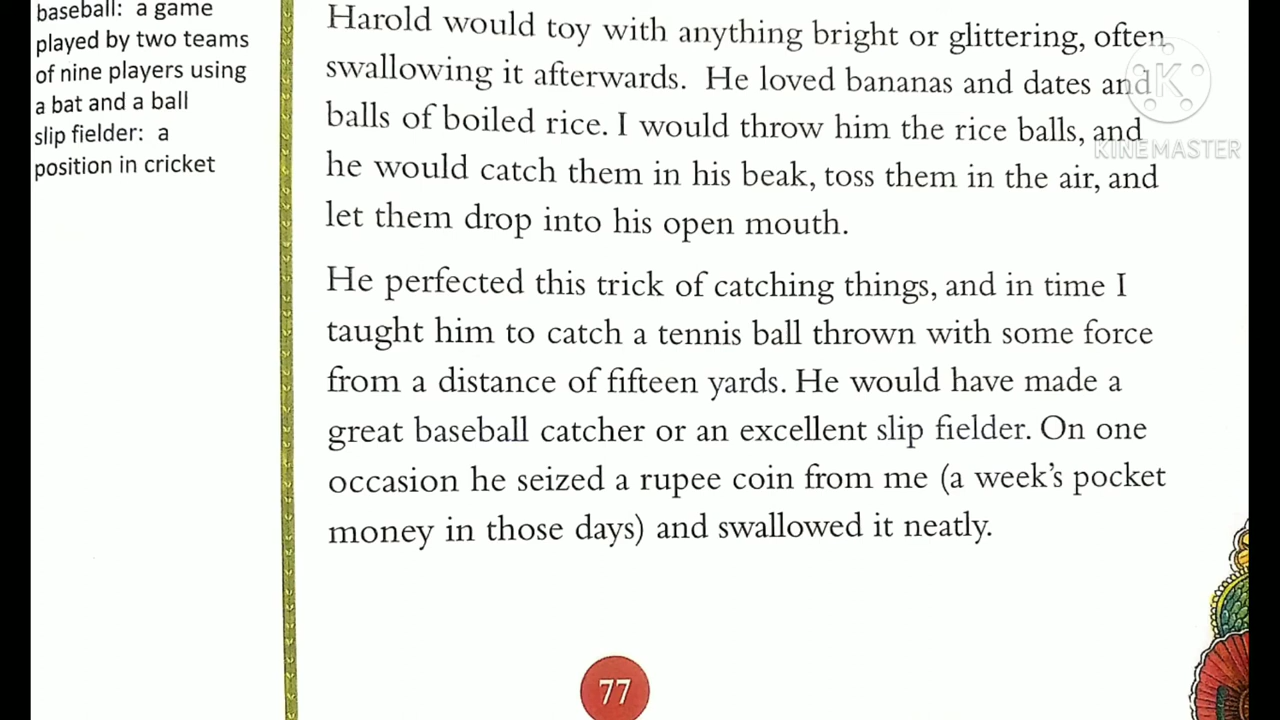 baseball: a game
played by two teams
of nine players using
a bat and a ball
slip fielder: a
position in cricket
Harold would toy with anything bright or glittering, often
swallowing it afterwards. He loved bananas and dates and
balls of boiled rice. I would throw him the rice balls, and
he would catch them in his beak, toss them in the air, and
let them drop into his open mouth.
He perfected this trick of catching things, and in time I
taught him to catch a tennis ball thrown with some force
from a distance of fifteen yards. He would have made a
great baseball catcher or an excellent slip fielder. On one
occasion he seized a rupee coin from me (a week's pocket
money in those days) and swallowed it neatly.
77
K
KINEMASTER